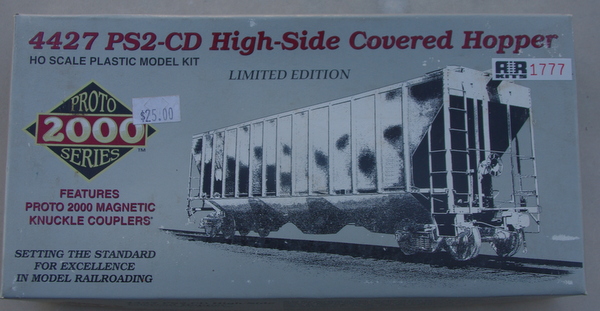 4427 PS2-CD High-Side Covered Hopper
HO SCALE PLASTIC MODEL KIT
LIMITED EDITION
1777
PROTO
2000
SERIES
TM
$25.00
FEATURES
PROTO 2000 MAGNETIC
KNUCKLE COUPLERS
SETTING THE STANDARD
FOR EXCELLENCE
IN MODEL RAILROADING